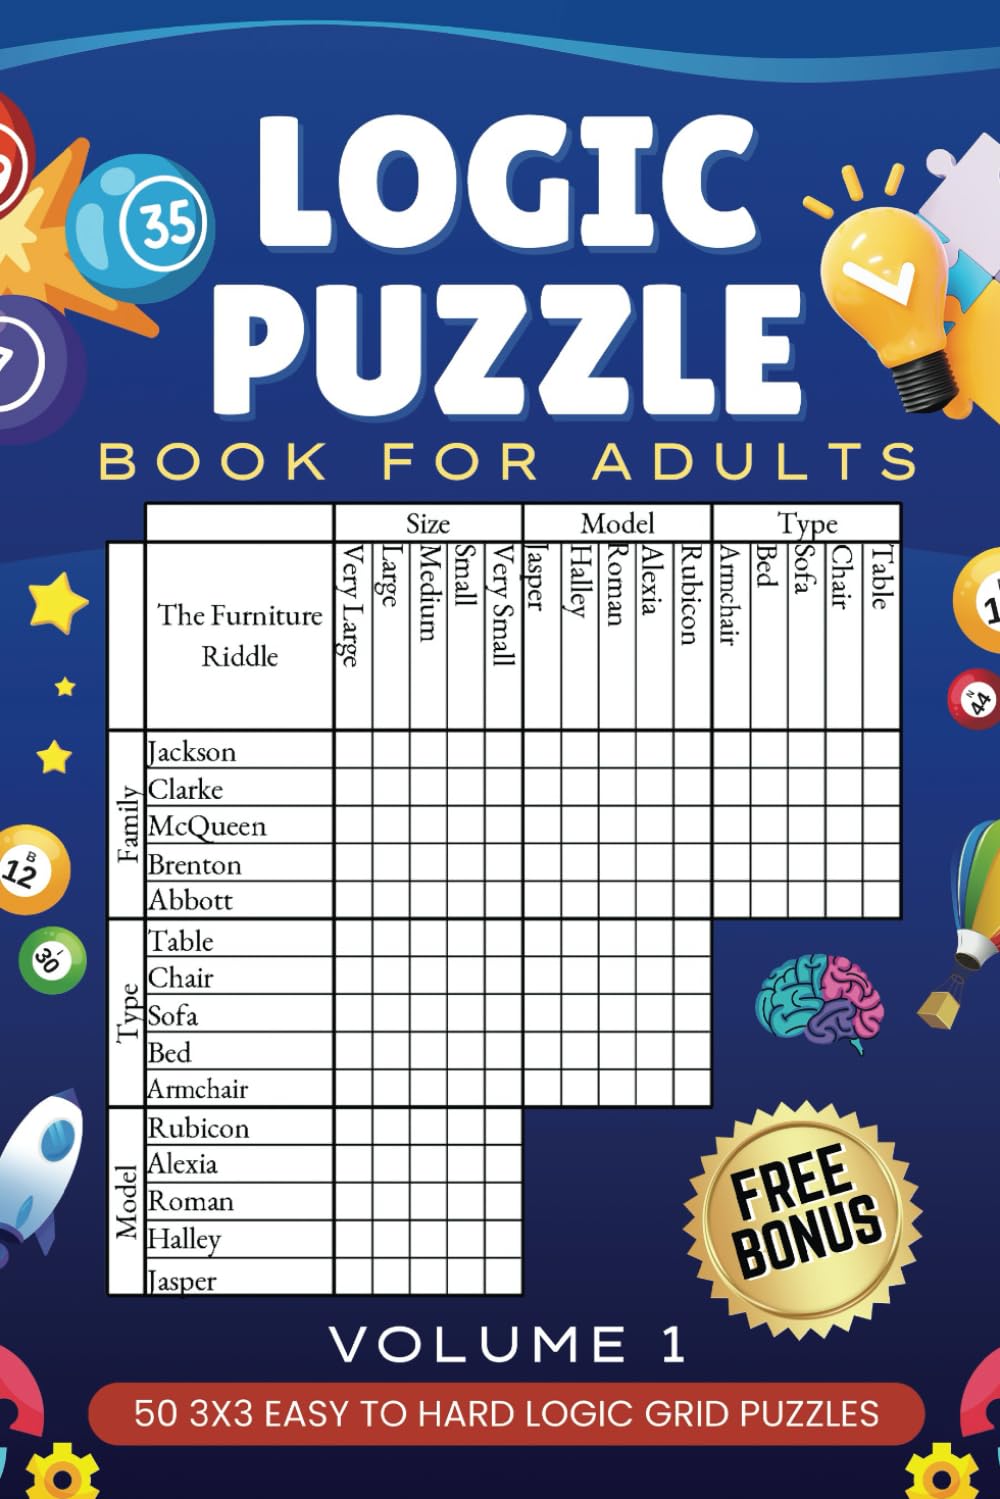 LOGIC
PUZZLE
BOOK FOR ADULTS
Size Model Type
The Furniture
Riddle
Very Large
Large
Medium
Small
Very Small
Jasper
Halley
Roman
Alexia
Rubicon
Armchair
Bed
Sofa
Chair
Table
Family
Jackson
Clarke
McQueen
Brenton
Abbott
Type
Table
Chair
Sofa
Bed
Armchair
Model
Rubicon
Alexia
Roman
Halley
Jasper
35
B
12
30
N
44
FREE
BONUS
VOLUME 1
50 3X3 EASY TO HARD LOGIC GRID PUZZLES